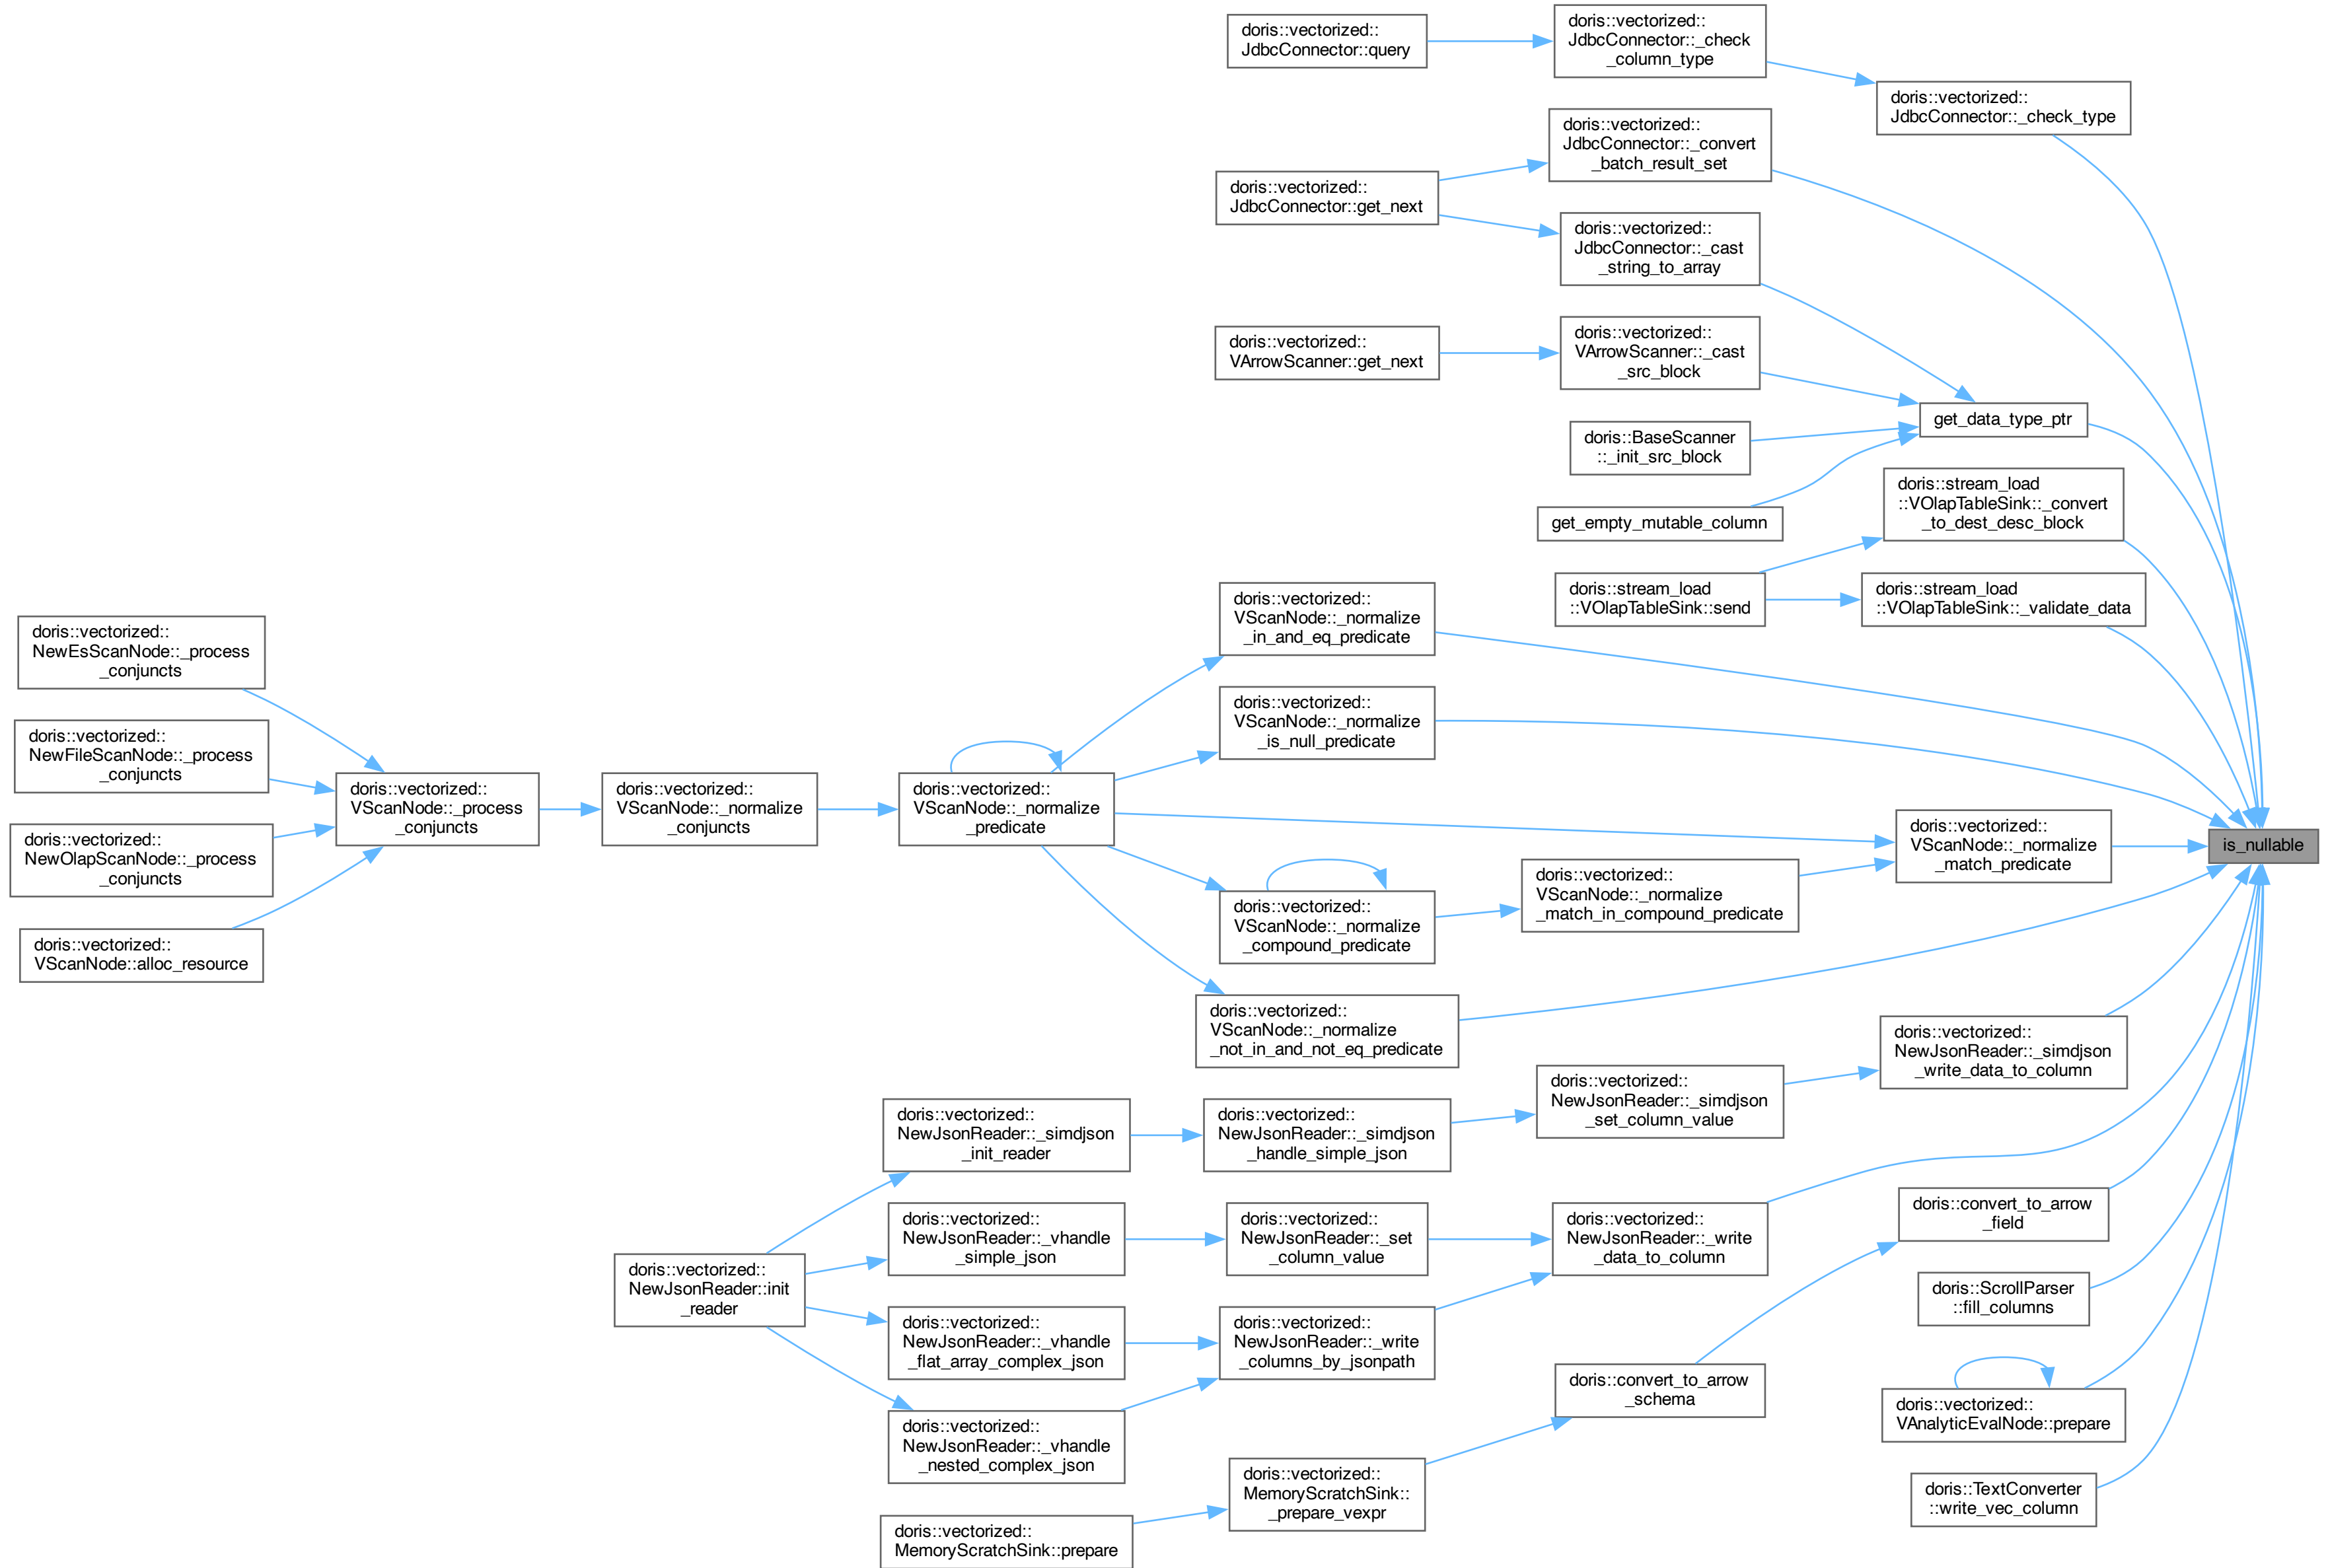 doris::vectorized::
JdbcConnector::query
doris::vectorized::
JdbcConnector::_check
_column_type
doris::vectorized::
JdbcConnector::_check_type
doris::vectorized::
JdbcConnector::_convert
_batch_result_set
doris::vectorized::
JdbcConnector::get_next
doris::vectorized::
JdbcConnector::_cast
_string_to_array
doris::vectorized::
VArrowScanner::get_next
doris::vectorized::
VArrowScanner::_cast
_src_block
get_data_type_ptr
doris::BaseScanner
::_init_src_block
get_empty_mutable_column
doris::stream_load
::VOlapTableSink::_convert
_to_dest_desc_block
doris::stream_load
::VOlapTableSink::send
doris::stream_load
::VOlapTableSink::_validate_data
doris::vectorized::
VScanNode::_normalize
_in_and_eq_predicate
doris::vectorized::
NewEsScanNode::_process
_conjuncts
doris::vectorized::
VScanNode::_normalize
_is_null_predicate
doris::vectorized::
NewFileScanNode::_process
_conjuncts
doris::vectorized::
VScanNode::_process
_conjuncts
doris::vectorized::
VScanNode::_normalize
_conjuncts
doris::vectorized::
VScanNode::_normalize
_predicate
doris::vectorized::
VScanNode::_normalize
_match_predicate
is_nullable
doris::vectorized::
NewOlapScanNode::_process
_conjuncts
doris::vectorized::
VScanNode::_normalize
_match_in_compound_predicate
doris::vectorized::
VScanNode::_normalize
_compound_predicate
doris::vectorized::
VScanNode::alloc_resource
doris::vectorized::
VScanNode::_normalize
_not_in_and_not_eq_predicate
doris::vectorized::
NewJsonReader::_simdjson
_write_data_to_column
doris::vectorized::
NewJsonReader::_simdjson
_set_column_value
doris::vectorized::
NewJsonReader::_simdjson
_init_reader
doris::vectorized::
NewJsonReader::_simdjson
_handle_simple_json
doris::vectorized::
NewJsonReader::_vhandle
_simple_json
doris::vectorized::
NewJsonReader::_set
_column_value
doris::vectorized::
NewJsonReader::_write
_data_to_column
doris::convert_to_arrow
_field
doris::vectorized::
NewJsonReader::init
_reader
doris::ScrollParser
::fill_columns
doris::vectorized::
NewJsonReader::_vhandle
_flat_array_complex_json
doris::vectorized::
NewJsonReader::_write
_columns_by_jsonpath
doris::convert_to_arrow
_schema
doris::vectorized::
VAnalyticEvalNode::prepare
doris::vectorized::
NewJsonReader::_vhandle
_nested_complex_json
doris::vectorized::
MemoryScratchSink::
_prepare_vexpr
doris::TextConverter
::write_vec_column
doris::vectorized::
MemoryScratchSink::prepare